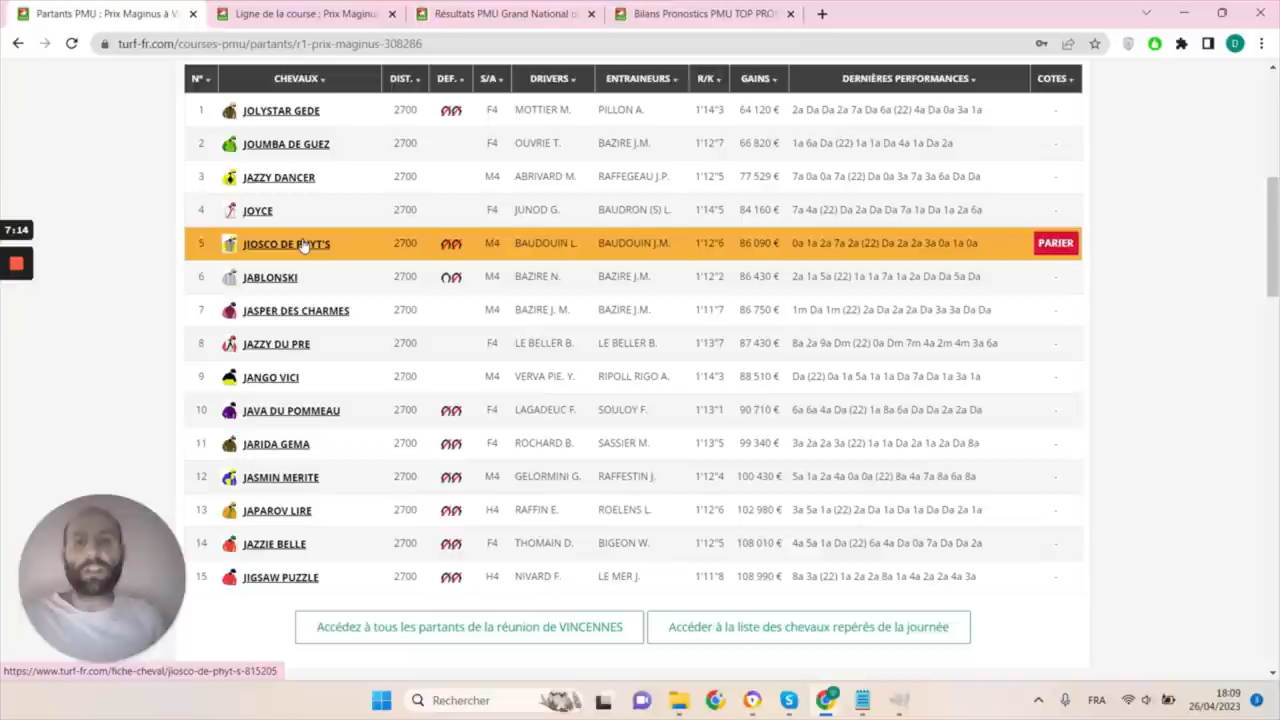 Partants PMU : Prix Maginus à V
Ligne de la course : Prix Maginus
Résultats PMU Grand National
Bilans Pronostics PMU TOP PRO
turf-fr.com/courses-pmu/partants/r1-prix-maginus-308286
N° CHEVAUX DIST. DEF. S/A DRIVERS ENTRAINEURS R/K GAINS DERNIÈRES PERFORMANCES COTES
1 JOLYSTAR GEDE 2700 F4 MOTTIER M. PILLON A. 1'14"3 64 120 € 2a Da Da 2a 7a Da 6a (22) 4a Da 0a 3a 1a -
2 JOUMBA DE GUEZ 2700 F4 OUVRIE T. BAZIRE J.M. 1'12"7 66 820 € 1a 6a Da (22) 1a 1a Da 4a 1a Da 2a -
3 JAZZY DANCER 2700 M4 ABRIVARD M. RAFFEGEAU J.P. 1'12"5 77 529 € 7a 0a 0a 7a (22) Da 0a 3a 7a 3a 6a Da Da -
4 JOYCE 2700 F4 JUNOD G. BAUDRON (S) L. 1'14"5 84 160 € 7a 4a (22) Da 2a Da Da 7a 1a Da 1a 2a 6a -
5 JIOSCO DE PHYT'S 2700 M4 BAUDOUIN L. BAUDOUIN J.M. 1'12"6 86 090 € 0a 1a 2a 7a 2a (22) Da 2a 2a 3a 0a 1a 0a PARIER
6 JABLONSKI 2700 M4 BAZIRE N. BAZIRE J.M. 1'12"2 86 430 € 2a 1a 5a (22) 1a 1a 7a 1a 2a Da Da 5a Da -
7 JASPER DES CHARMES 2700 M4 BAZIRE J. M. BAZIRE J.M. 1'11"7 86 750 € 1m Da 1m (22) 2a Da 2a Da 2a 3a 3a Da Da -
8 JAZZY DU PRE 2700 F4 LE BELLER B. LE BELLER B. 1'13"7 87 430 € 8a 2a 9a Dm (22) 0a Dm 7m 4a 2m 4m 3a 6a -
9 JANGO VICI 2700 M4 VERVA PIE. Y. RIPOLL RIGO A. 1'14"3 88 510 € Da (22) 0a 1a 5a 1a 1a Da 7a Da 1a 3a 1a -
10 JAVA DU POMMEAU 2700 F4 LAGADEUC F. SOULOY F. 1'13"1 90 710 € 6a 6a 4a Da (22) 1a 8a 6a Da Da 2a 2a Da -
11 JARIDA GEMA 2700 F4 ROCHARD B. SASSIER M. 1'13"5 99 340 € 3a 2a 2a 3a (22) 1a 1a Da 2a 1a 2a Da 8a -
12 JASMIN MERITE 2700 M4 GELORMINI G. RAFFESTIN J. 1'12"4 100 430 € 5a 1a 2a 4a 0a 0a (22) 8a 4a 7a 8a 6a 8a -
13 JAPAROV LIRE 2700 H4 RAFFIN E. ROELENS L. 1'12"6 102 980 € 3a 5a 1a (22) 2a Da 1a Da 1a Da Da 2a 1a -
14 JAZZIE BELLE 2700 F4 THOMAIN D. BIGEON W. 1'12"5 108 010 € 4a 5a 1a Da (22) 6a 4a Da 0a 7a Da Da 2a -
15 JIGSAW PUZZLE 2700 H4 NIVARD F. LE MER J. 1'11"8 108 990 € 8a 3a (22) 1a 2a 2a 8a 1a 4a 2a 2a 4a 3a -
7:14
Accédez à tous les partants de la réunion de VINCENNES
Accéder à la liste des chevaux repérés de la journée
https://www.turf-fr.com/fiche-cheval/jiosco-de-phyt-s-815205
Rechercher
FRA
18:09
26/04/2023